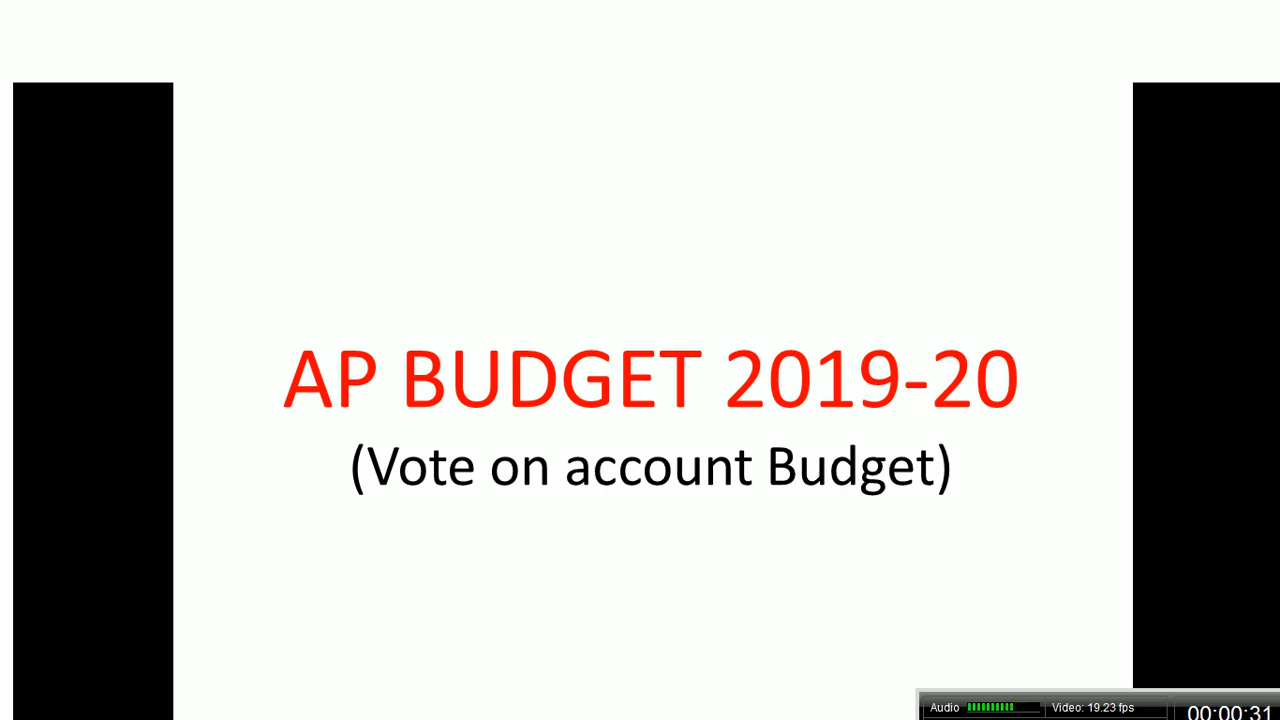 AP BUDGET 2019-20
(Vote on account Budget)
Audio Video: 19.23 fps 00:00:31